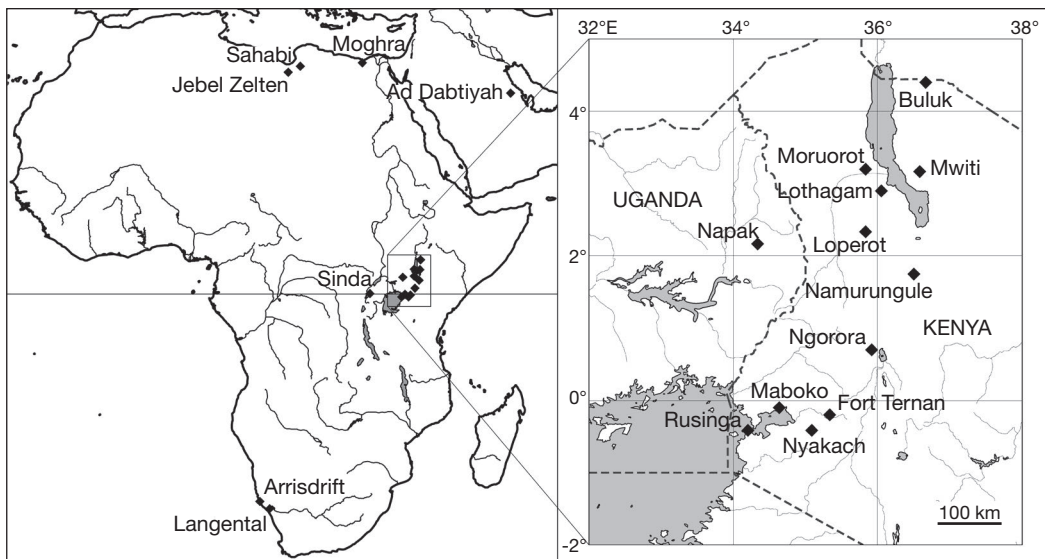 Sahabi
Moghra
Jebel Zelten
Ad Dabtiyah
Sinda
Arrisdrift
Langental
32°E
34°
36°
38°
4°
Buluk
Moruorot
Mwiti
Lothagam
UGANDA
Napak
Loperot
2°
Namurungule
Ngorora
KENYA
Maboko
0°
Fort Ternan
Rusinga
Nyakach
100 km
-2°